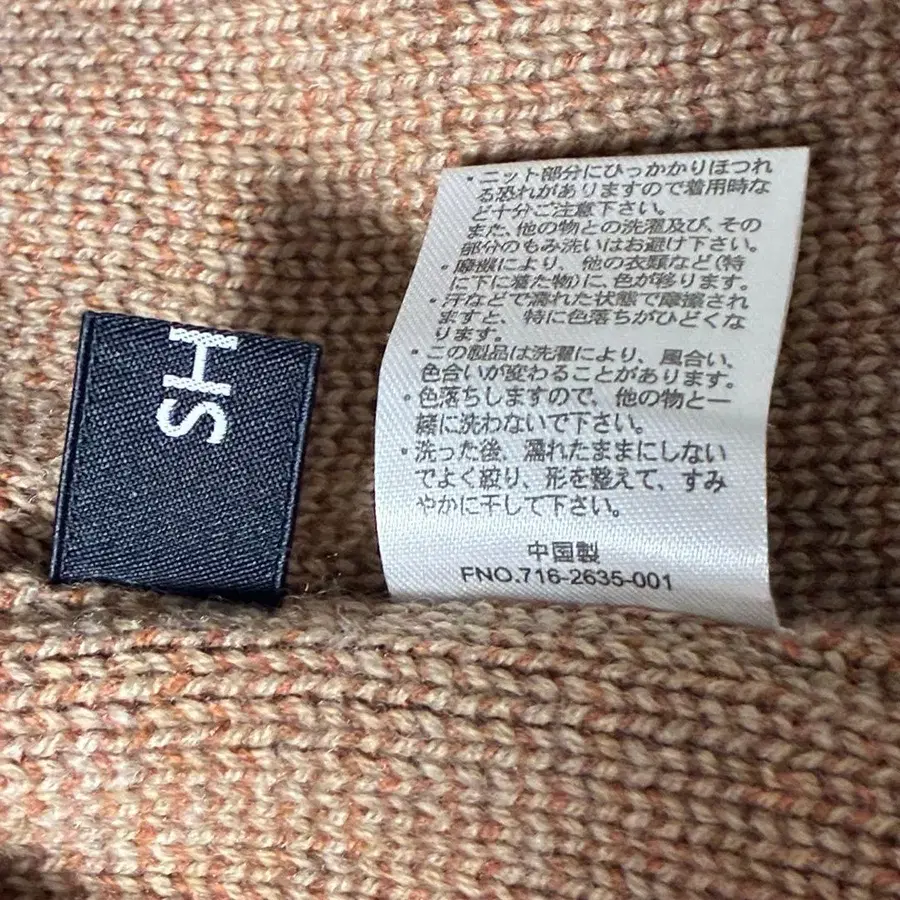 SH
・ニット部分にひっかかりほつれ
る恐れがありますので着用時な
ど十分ご注意下さい。
また、他の物との洗濯及び、その
部分のもみ洗いはお避け下さい。
・摩擦により、他の衣類など(特
に下に着た物)に、色が移ります。
・汗などで濡れた状態で摩擦され
ますと、特に色落ちがひどくな
ります。
・この製品は洗濯により、風合い、
色合いが変わることがあります。
・色落ちしますので、他の物と一
緒に洗わないで下さい。
・洗った後、濡れたままにしない
でよく絞り、形を整えて、すみ
やかに干して下さい。
中国製
FNO.716-2635-001